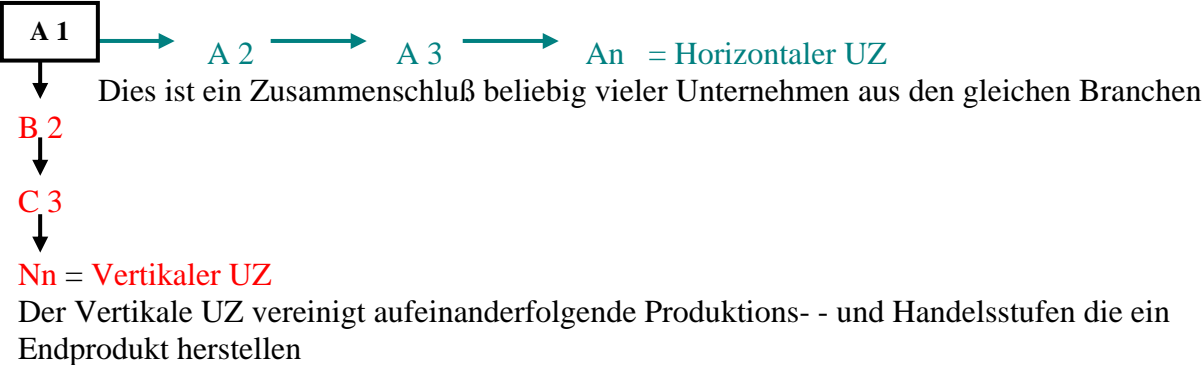 A 1
A 2 A 3 An = Horizontaler UZ
Dies ist ein Zusammenschluß beliebig vieler Unternehmen aus den gleichen Branchen
B 2
C 3
Nn = Vertikaler UZ
Der Vertikale UZ vereinigt aufeinanderfolgende Produktions- - und Handelsstufen die ein
Endprodukt herstellen